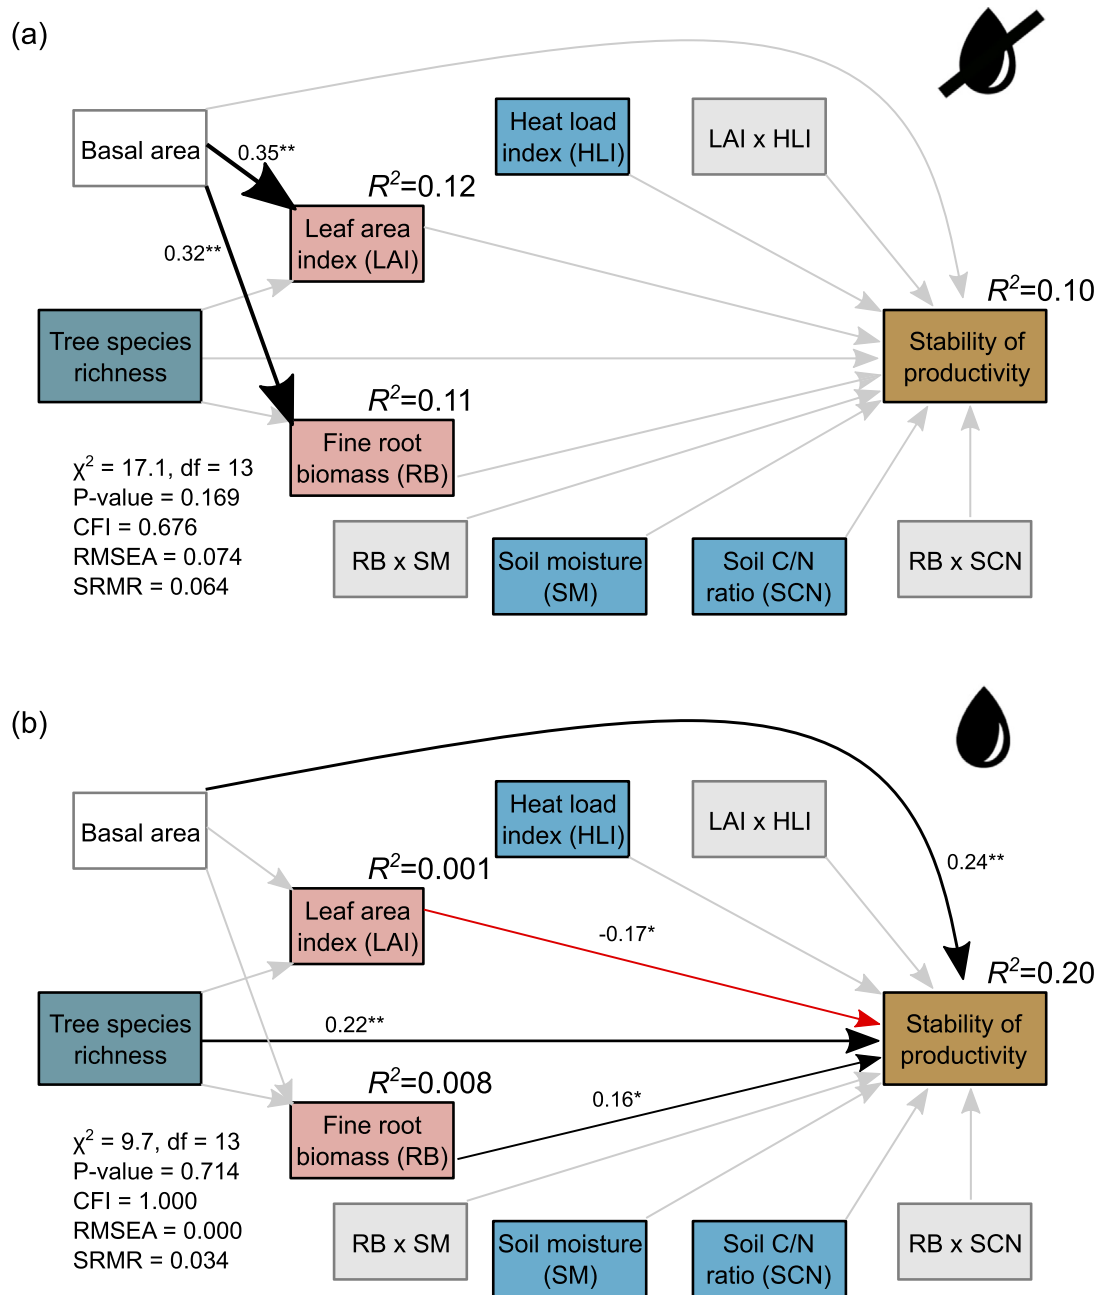 (a)
Basal area
0.35**
Heat load
index (HLI)
LAI x HLI
R²=0.12
Leaf area
index (LAI)
0.32**
R²=0.10
Tree species
richness
Stability of
productivity
R²=0.11
Fine root
biomass (RB)
χ² = 17.1, df = 13
P-value = 0.169
CFI = 0.676
RMSEA = 0.074
SRMR = 0.064
RB x SM
Soil moisture
(SM)
Soil C/N
ratio (SCN)
RB x SCN
(b)
Basal area
Heat load
index (HLI)
LAI x HLI
0.24**
R²=0.001
Leaf area
index (LAI)
-0.17*
R²=0.20
Tree species
richness
0.22**
Stability of
productivity
R²=0.008
Fine root
biomass (RB)
0.16*
χ² = 9.7, df = 13
P-value = 0.714
CFI = 1.000
RMSEA = 0.000
SRMR = 0.034
RB x SM
Soil moisture
(SM)
Soil C/N
ratio (SCN)
RB x SCN